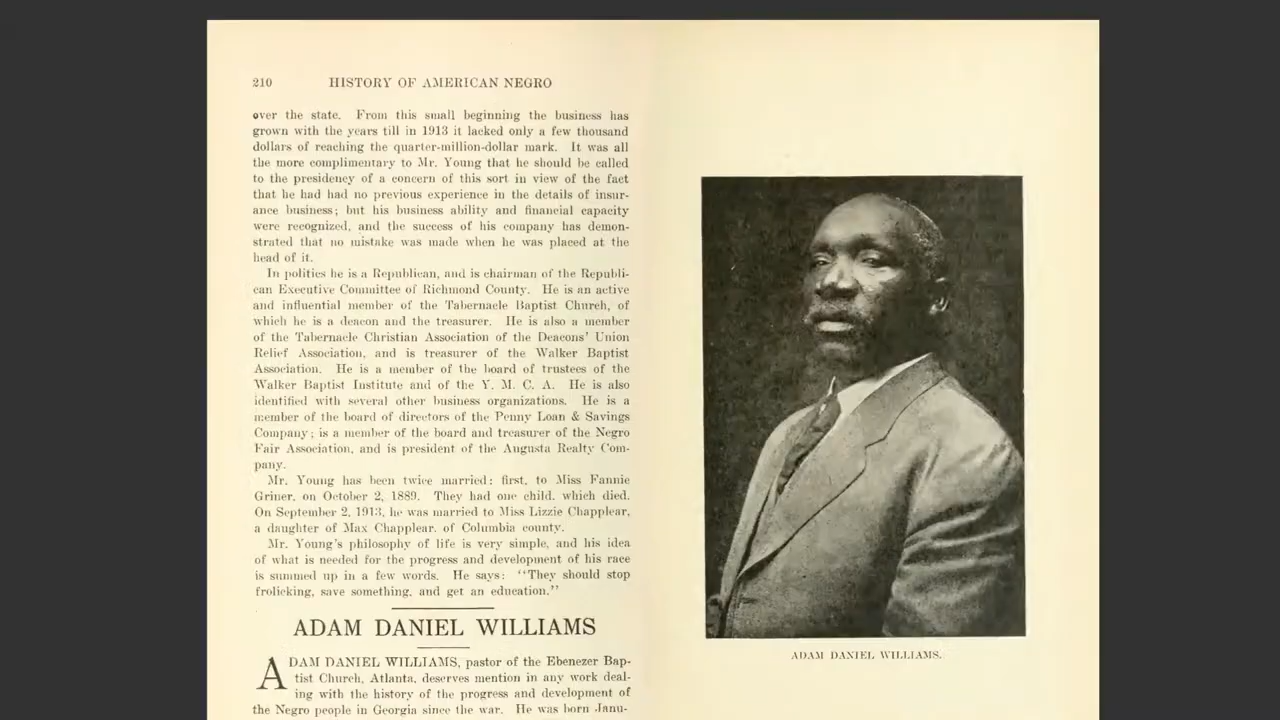 210 HISTORY OF AMERICAN NEGRO
over the state. From this small beginning the business has
grown with the years till in 1913 it lacked only a few thousand
dollars of reaching the quarter-million-dollar mark. It was all
the more complimentary to Mr. Young that he should be called
to the presidency of a concern of this sort in view of the fact
that he had had no previous experience in the details of insur-
ance business; but his business ability and financial capacity
were recognized, and the success of his company has demon-
strated that no mistake was made when he was placed at the
head of it.
In politics he is a Republican, and is chairman of the Republi-
can Executive Committee of Richmond County. He is an active
and influential member of the Tabernacle Baptist Church, of
which he is a deacon and the treasurer. He is also a member
of the Tabernacle Christian Association of the Deacons' Union
Relief Association, and is treasurer of the Walker Baptist
Association. He is a member of the board of trustees of the
Walker Baptist Institute and of the Y. M. C. A. He is also
identified with several other business organizations. He is a
member of the board of directors of the Penny Loan & Savings
Company; is a member of the board and treasurer of the Negro
Fair Association, and is president of the Augusta Realty Com-
pany.
Mr. Young has been twice married: first, to Miss Fannie
Griner, on October 2, 1889. They had one child, which died.
On September 2, 1913, he was married to Miss Lizzie Chapplear,
a daughter of Max Chapplear, of Columbia county.
Mr. Young's philosophy of life is very simple, and his idea
of what is needed for the progress and development of his race
is summed up in a few words. He says: "They should stop
frolicking, save something, and get an education."
ADAM DANIEL WILLIAMS
ADAM DANIEL WILLIAMS, pastor of the Ebenezer Bap-
tist Church, Atlanta, deserves mention in any work deal-
ing with the history of the progress and development of
the Negro people in Georgia since the war. He was born Janu-
ADAM DANIEL WILLIAMS.